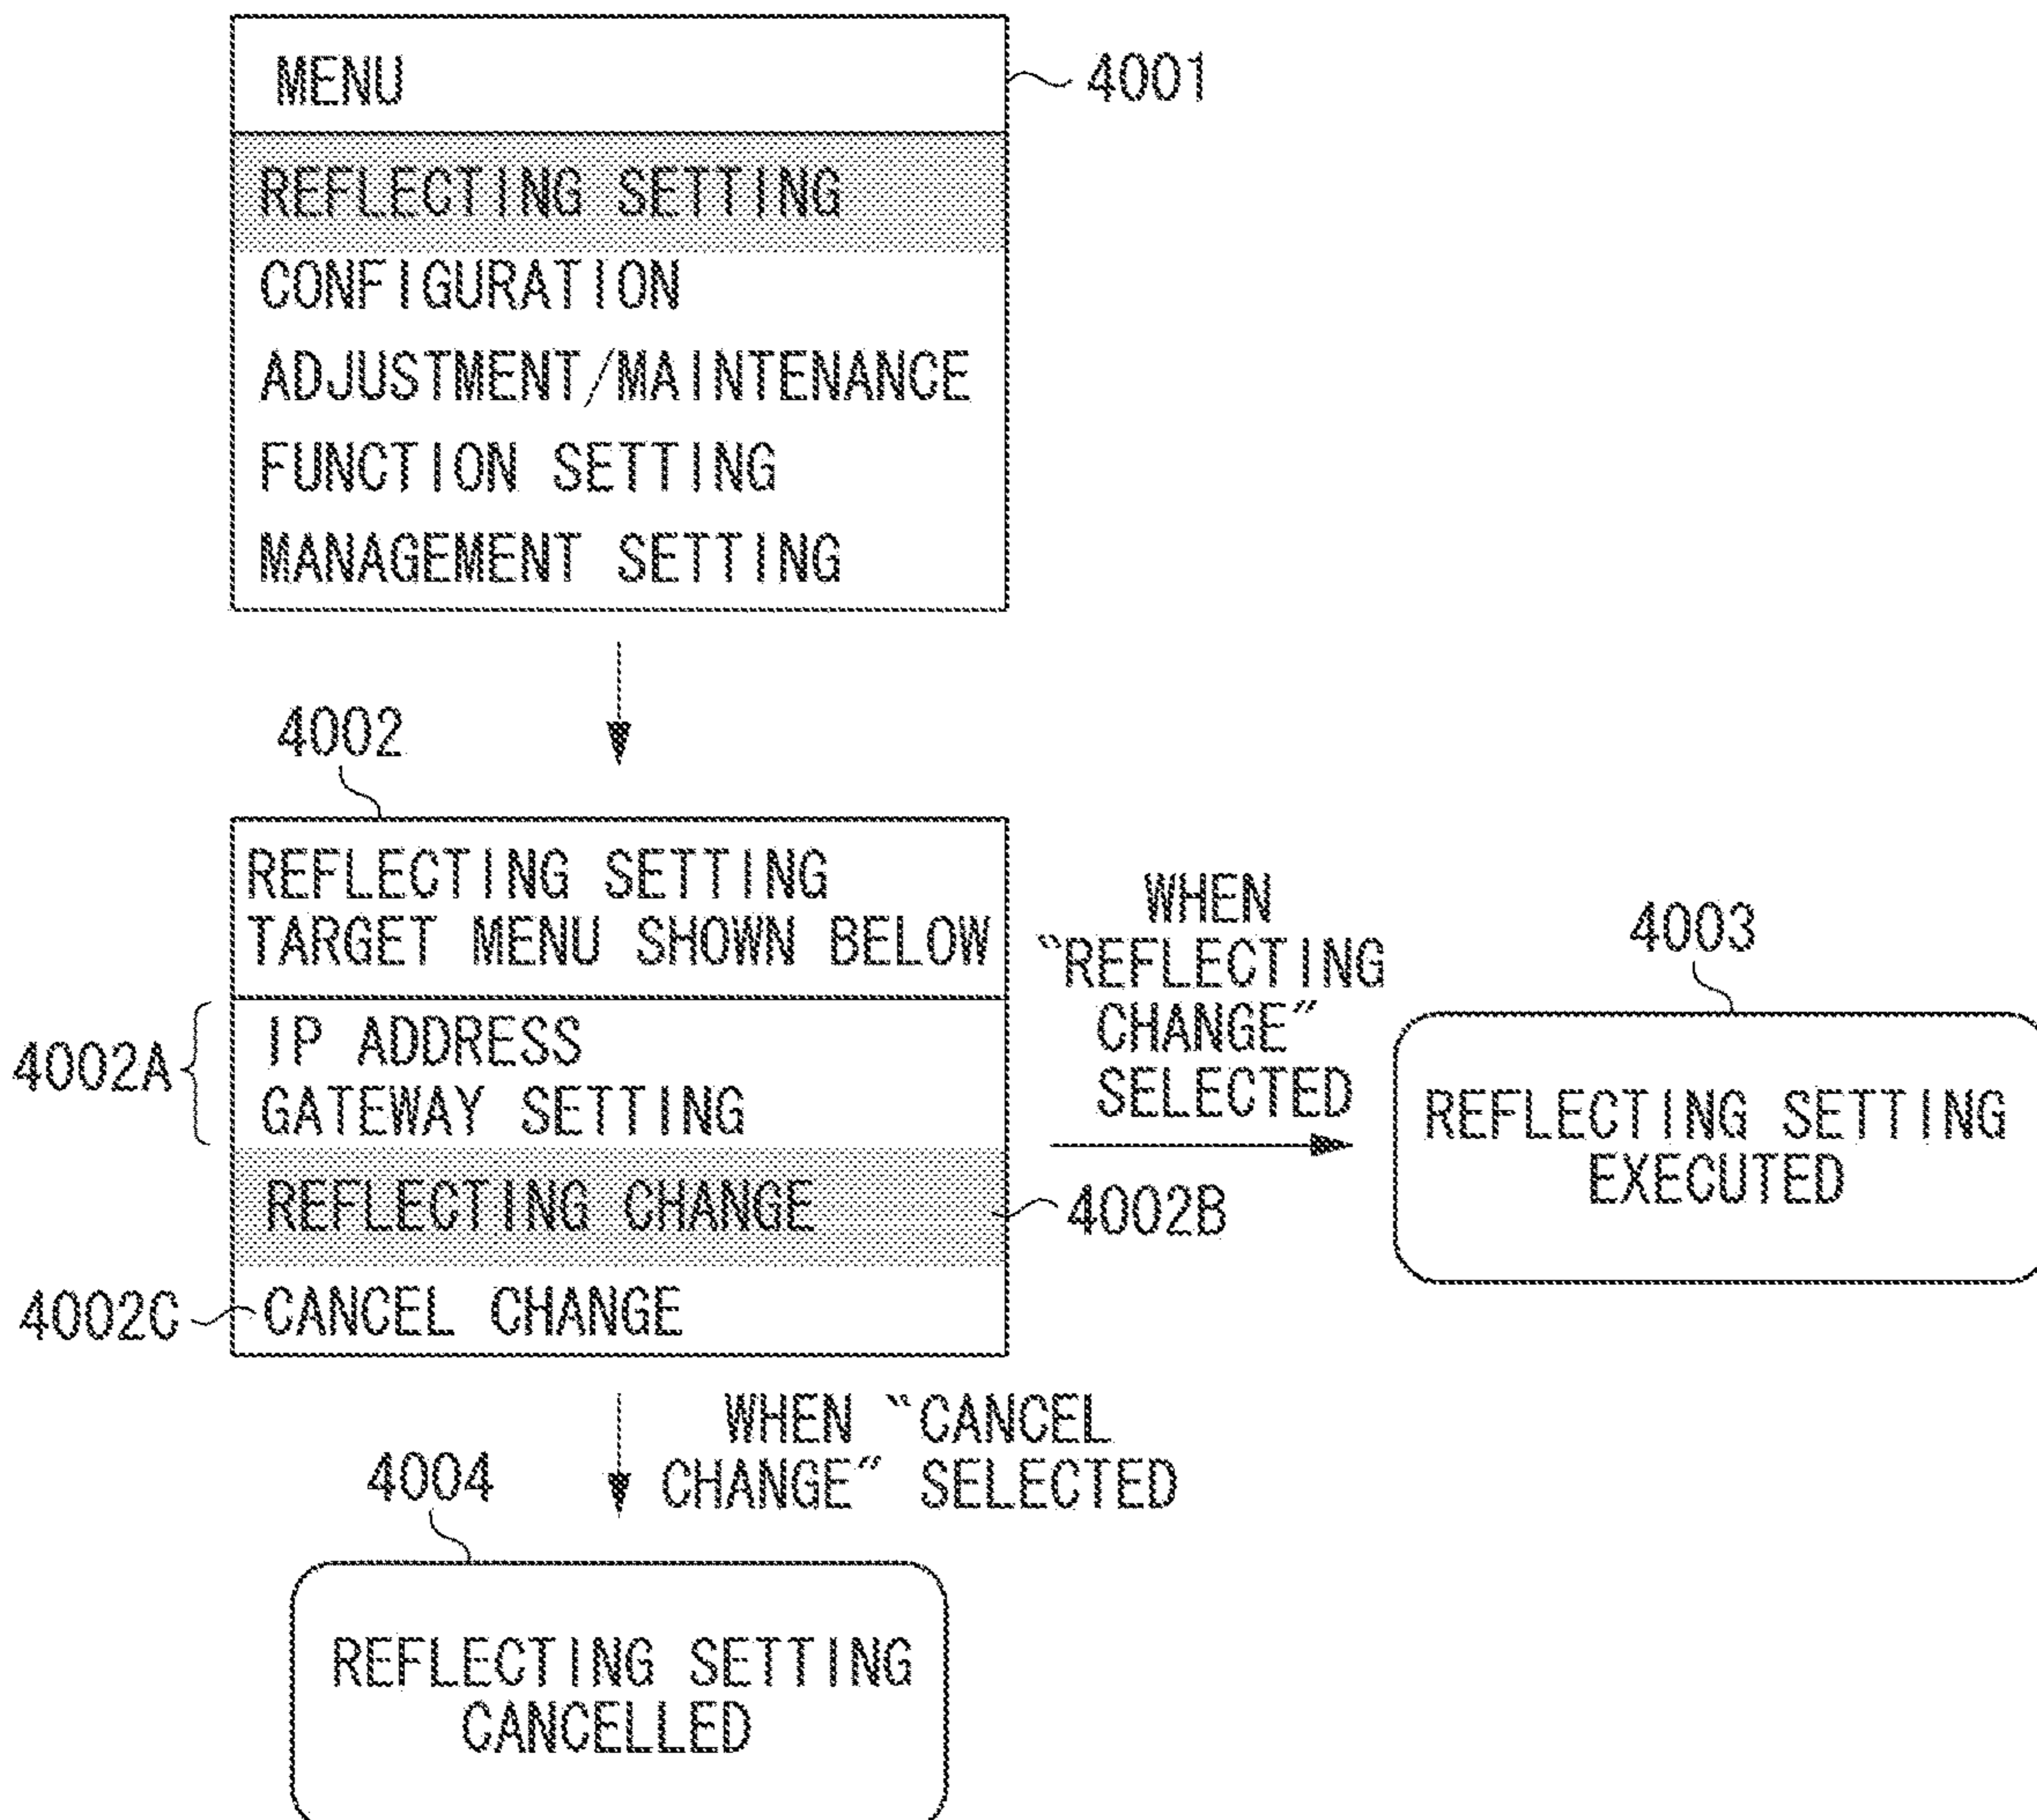 MENU
4001
REFLECTING SETTING
CONFIGURATION
ADJUSTMENT/MAINTENANCE
FUNCTION SETTING
MANAGEMENT SETTING
4002
REFLECTING SETTING
TARGET MENU SHOWN BELOW
4002A
IP ADDRESS
GATEWAY SETTING
REFLECTING CHANGE
4002B
4002C
CANCEL CHANGE
WHEN
“REFLECTING
CHANGE”
SELECTED
4003
REFLECTING SETTING
EXECUTED
WHEN “CANCEL
CHANGE” SELECTED
4004
REFLECTING SETTING
CANCELLED